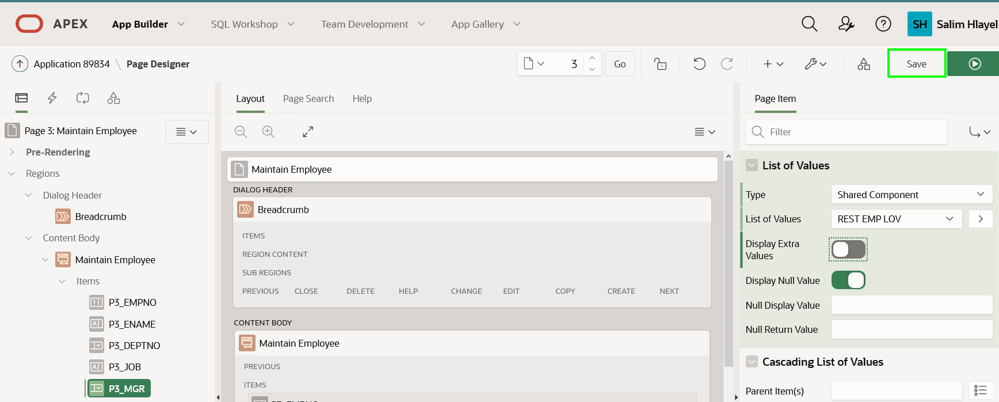 APEX App Builder SQL Workshop Team Development App Gallery SH Salim Hlayel
Application 89834 \ Page Designer 3 Go Save
Layout Page Search Help Page Item
Page 3: Maintain Employee Filter
Pre-Rendering
Regions
Dialog Header
Breadcrumb
Content Body
Maintain Employee
Items
P3_EMPNO
P3_ENAME
P3_DEPTNO
P3_JOB
P3_MGR
Maintain Employee
DIALOG HEADER
Breadcrumb
ITEMS
REGION CONTENT
SUB REGIONS
PREVIOUS CLOSE DELETE HELP CHANGE EDIT COPY CREATE NEXT
CONTENT BODY
Maintain Employee
PREVIOUS
ITEMS
List of Values
Type Shared Component
List of Values REST EMP LOV
Display Extra
Values
Display Null Value
Null Display Value
Null Return Value
Cascading List of Values
Parent Item(s)